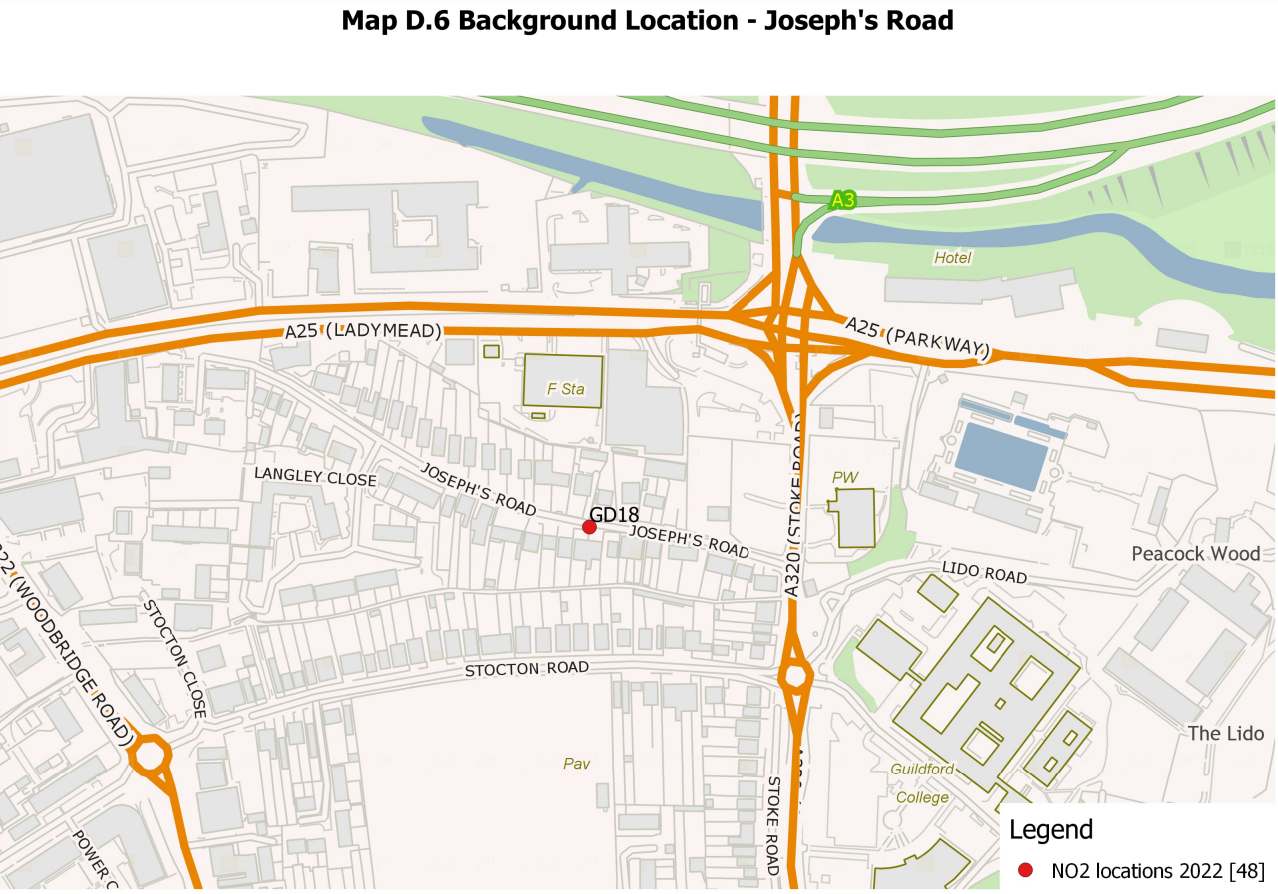 Map D.6 Background Location - Joseph's Road
A3
Hotel
A25 (LADYMEAD)
A25 (PARKWAY)
F Sta
A320 (STOKE ROAD)
JOSEPH'S ROAD
LANGLEY CLOSE
PW
GD18
JOSEPH'S ROAD
Peacock Wood
LIDO ROAD
22 (WOODBRIDGE ROAD)
STOCTON CLOSE
STOCTON ROAD
The Lido
Pav
Guildford
College
STOKE ROAD
POWER C
Legend
NO2 locations 2022 [48]